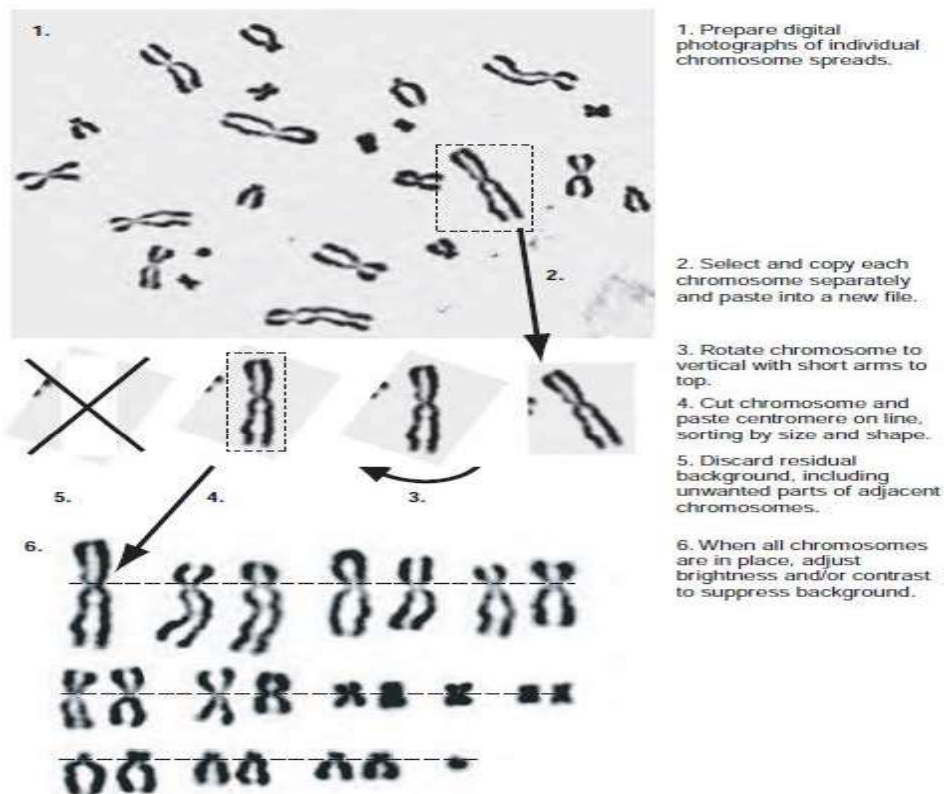 1.
1. Prepare digital
photographs of individual
chromosome spreads.
2.
2. Select and copy each
chromosome separately
and paste into a new file.
3. Rotate chromosome to
vertical with short arms to
top.
4. Cut chromosome and
paste centromere on line,
sorting by size and shape.
5. Discard residual
background, including
unwanted parts of adjacent
chromosomes.
5.
4.
3.
6.
6. When all chromosomes
are in place, adjust
brightness and/or contrast
to suppress background.